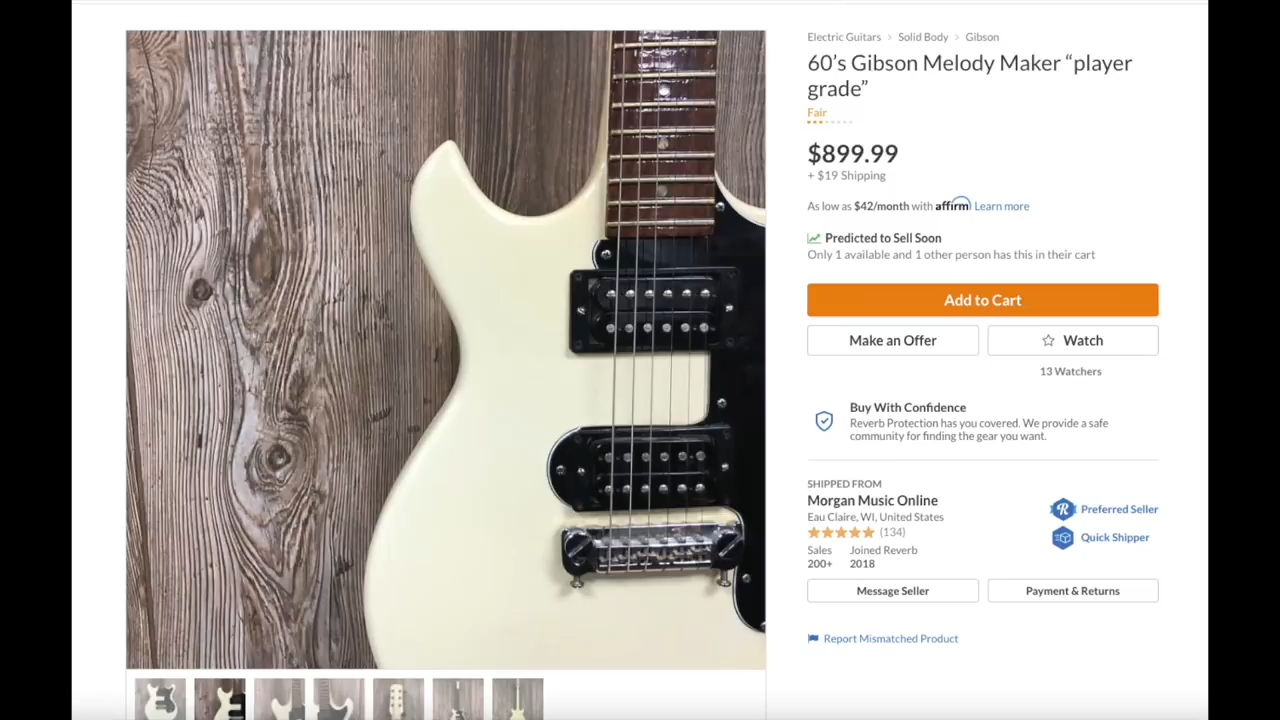 Electric Guitars > Solid Body > Gibson
60's Gibson Melody Maker “player
grade”
Fair
$899.99
+ $19 Shipping
As low as $42/month with affirm Learn more
Predicted to Sell Soon
Only 1 available and 1 other person has this in their cart
Add to Cart
Make an Offer
Watch
13 Watchers
Buy With Confidence
Reverb Protection has you covered. We provide a safe
community for finding the gear you want.
SHIPPED FROM
Morgan Music Online
Eau Claire, WI, United States
(134)
Preferred Seller
Quick Shipper
Sales Joined Reverb
200+ 2018
Message Seller
Payment & Returns
Report Mismatched Product